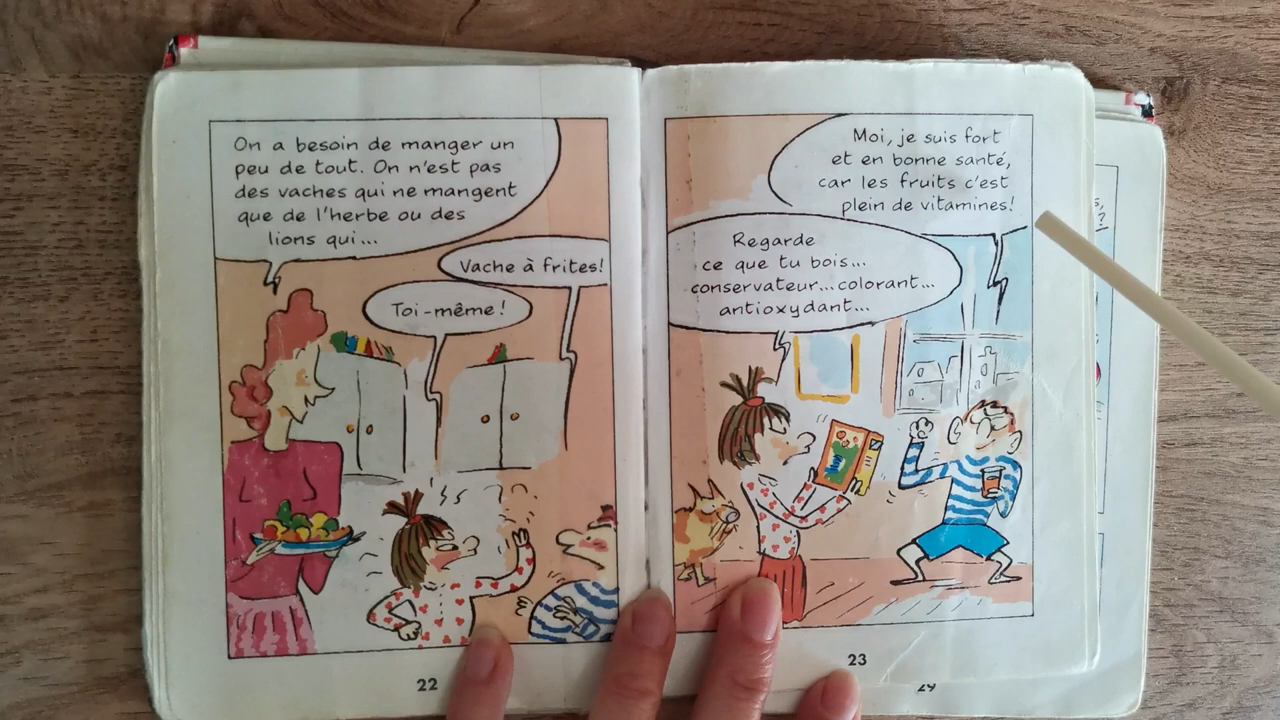 On a besoin de manger un
peu de tout. On n'est pas
des vaches qui ne mangent
que de l'herbe ou des
lions qui...
Vache à frites!
Toi-même!
22
Moi, je suis fort
et en bonne santé,
car les fruits c'est
plein de vitamines!
Regarde
ce que tu bois...
conservateur...colorant...
antioxydant...
23